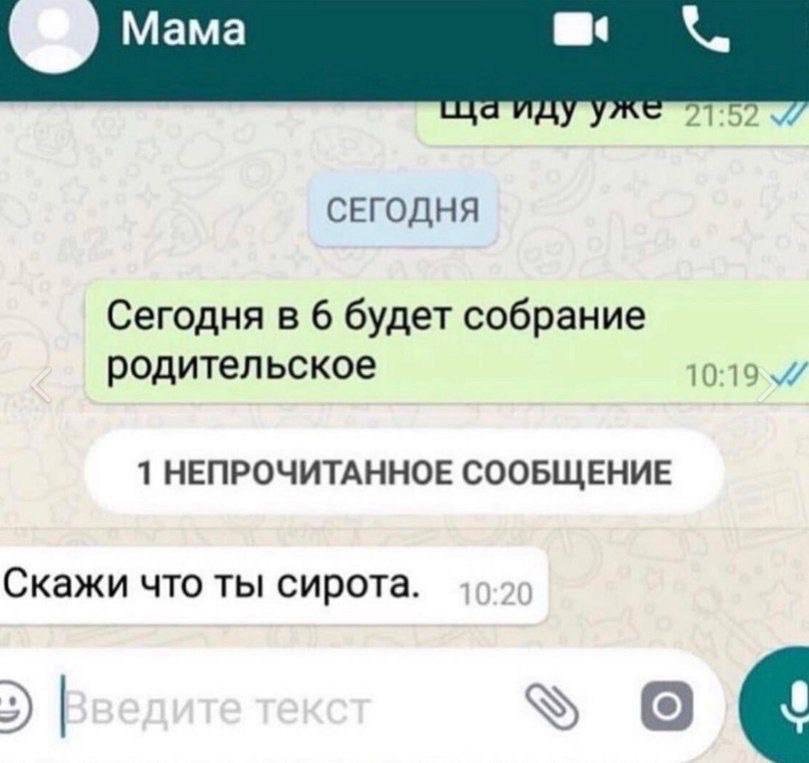 Мама
Ща иду уже 21:52
СЕГОДНЯ
Сегодня в 6 будет собрание
родительское 10:19
1 НЕПРОЧИТАННОЕ СООБЩЕНИЕ
Скажи что ты сирота. 10:20
Введите текст